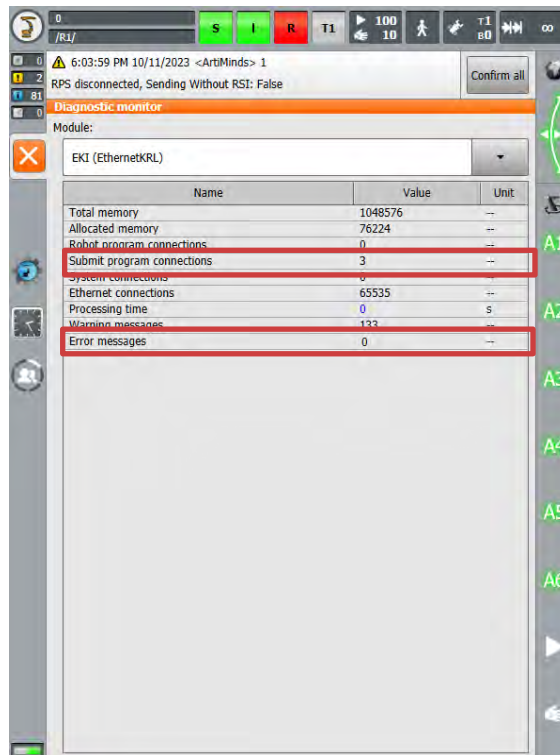 0
/R1/
S I R T1 100 10 T1 B0 ∞
0
2
81
0
6:03:59 PM 10/11/2023 <ArtiMinds> 1
RPS disconnected, Sending Without RSI: False
Confirm all
Diagnostic monitor
Module:
EKI (EthernetKRL)
Name Value Unit
Total memory 1048576 --
Allocated memory 76224 --
Robot program connections 0 --
Submit program connections 3 --
System connections 0 --
Ethernet connections 65535 --
Processing time 0 s
Warning messages 133 --
Error messages 0 --
A1
A2
A3
A4
A5
A6